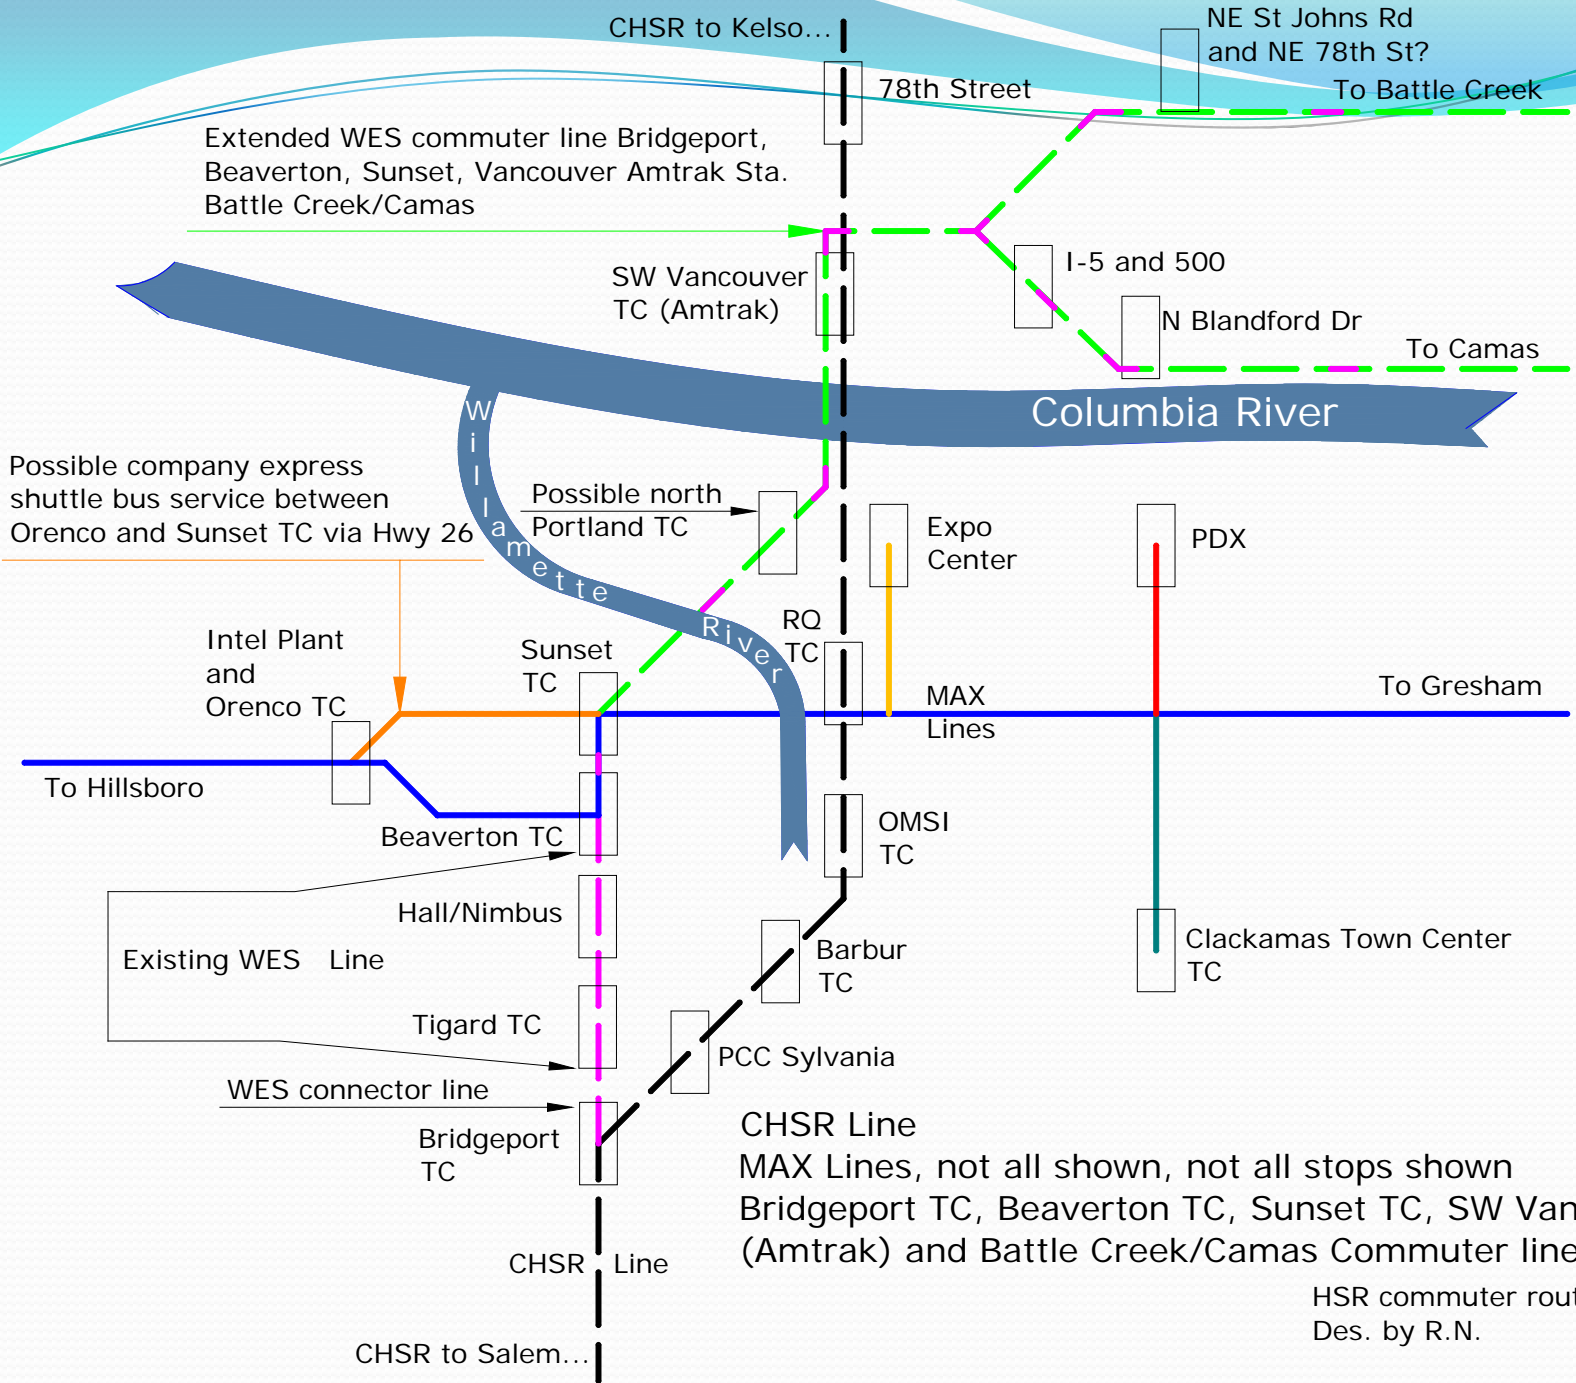 CHSR to Kelso...
NE St Johns Rd
and NE 78th St?
78th Street
To Battle Creek
Extended WES commuter line Bridgeport,
Beaverton, Sunset, Vancouver Amtrak Sta.
Battle Creek/Camas
SW Vancouver
TC (Amtrak)
I-5 and 500
N Blandford Dr
To Camas
Columbia River
Willamette River
Possible company express
shuttle bus service between
Orenco and Sunset TC via Hwy 26
Possible north
Portland TC
Expo
Center
PDX
Intel Plant
and
Orenco TC
Sunset
TC
RQ
TC
MAX
Lines
To Gresham
To Hillsboro
Beaverton TC
OMSI
TC
Hall/Nimbus
Existing WES Line
Barbur
TC
Clackamas Town Center
TC
Tigard TC
PCC Sylvania
WES connector line
Bridgeport
TC
CHSR Line
MAX Lines, not all shown, not all stops shown
Bridgeport TC, Beaverton TC, Sunset TC, SW Van
(Amtrak) and Battle Creek/Camas Commuter line
CHSR Line
HSR commuter rout
Des. by R.N.
CHSR to Salem...